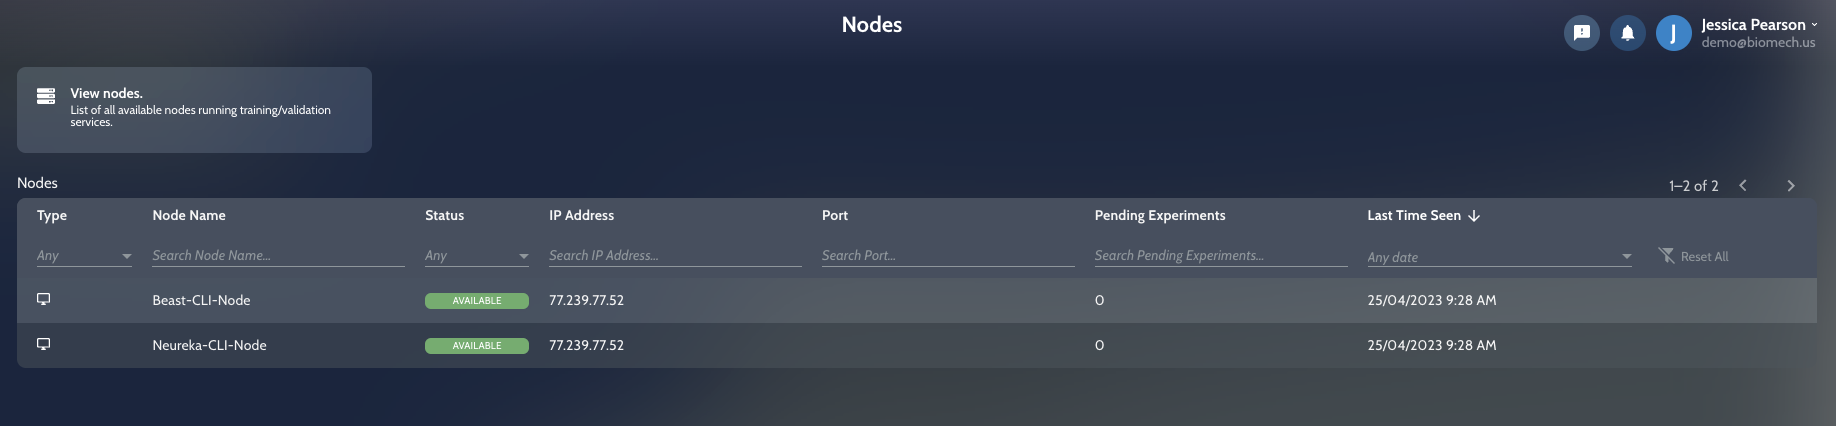 Nodes
J
Jessica Pearson
demo@biomech.us
View nodes.
List of all available nodes running training/validation
services.
Nodes
1–2 of 2
Type Node Name Status IP Address Port Pending Experiments Last Time Seen
Any Search Node Name... Any Search IP Address... Search Port... Search Pending Experiments... Any date Reset All
Beast-CLI-Node AVAILABLE 77.239.77.52 0 25/04/2023 9:28 AM
Neureka-CLI-Node AVAILABLE 77.239.77.52 0 25/04/2023 9:28 AM